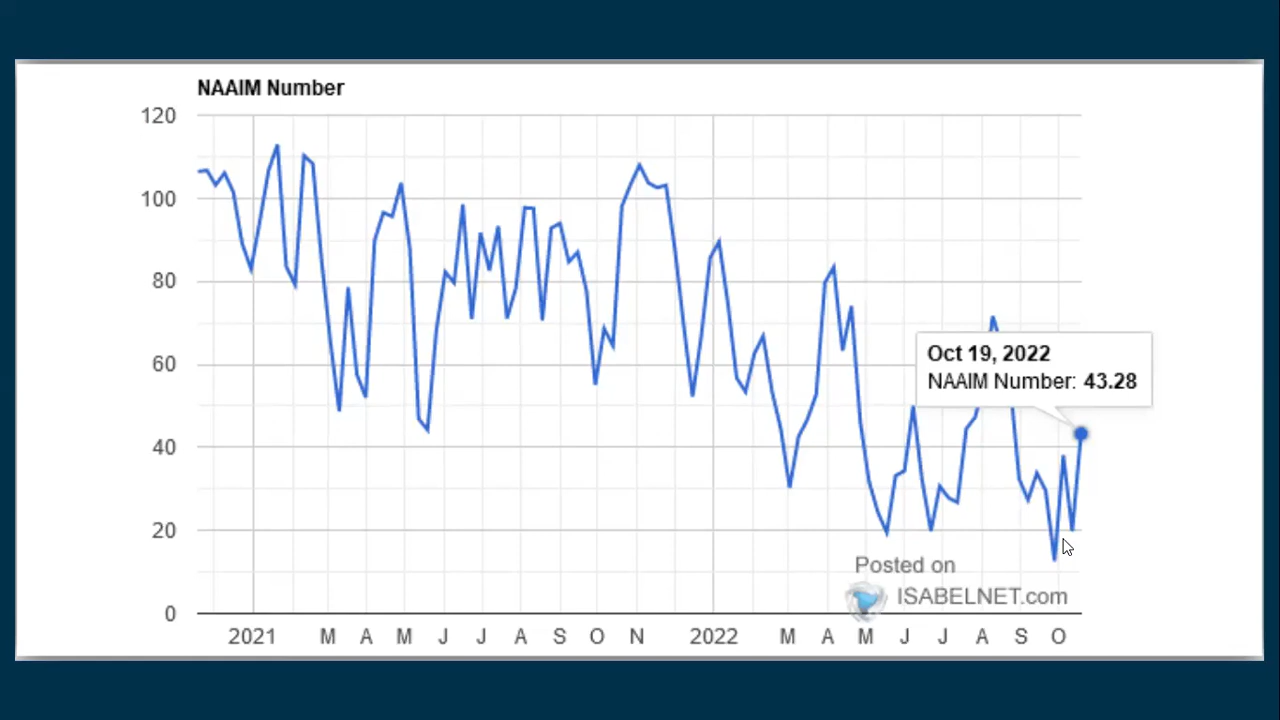 NAAIM Number
120
100
80
60
40
20
0
Oct 19, 2022
NAAIM Number: 43.28
Posted on
ISABELNET.com
2021 M A M J J A S O N 2022 M A M J J A S O